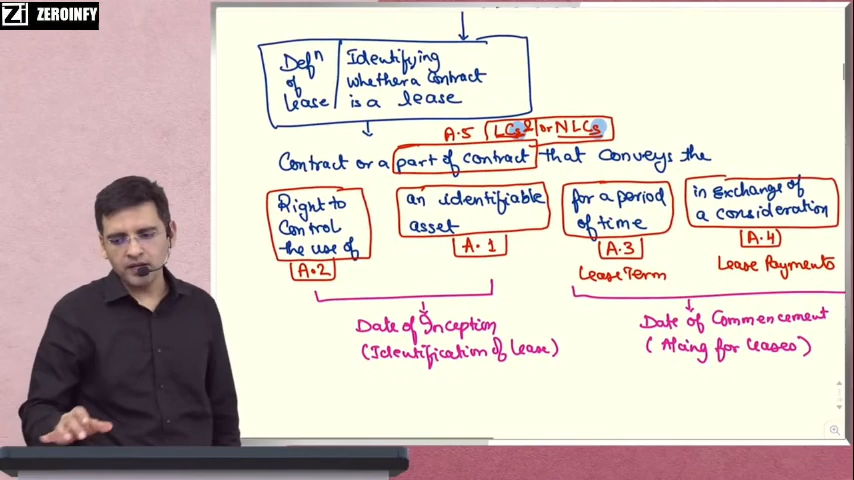 Zi ZEROINFY
Defn of lease
Identifying
whether a contract
is a lease
A.5 LCs & /or NLCs
Contract or a part of contract that conveys the
Right to
Control
the use of
A.2
an identifiable
asset
A.1
for a period
of time
A.3
Lease Term
in Exchange of
a consideration
A.4
Lease Payments
Date of Inception
(Identification of lease)
Date of Commencement
(A/cing for leases)